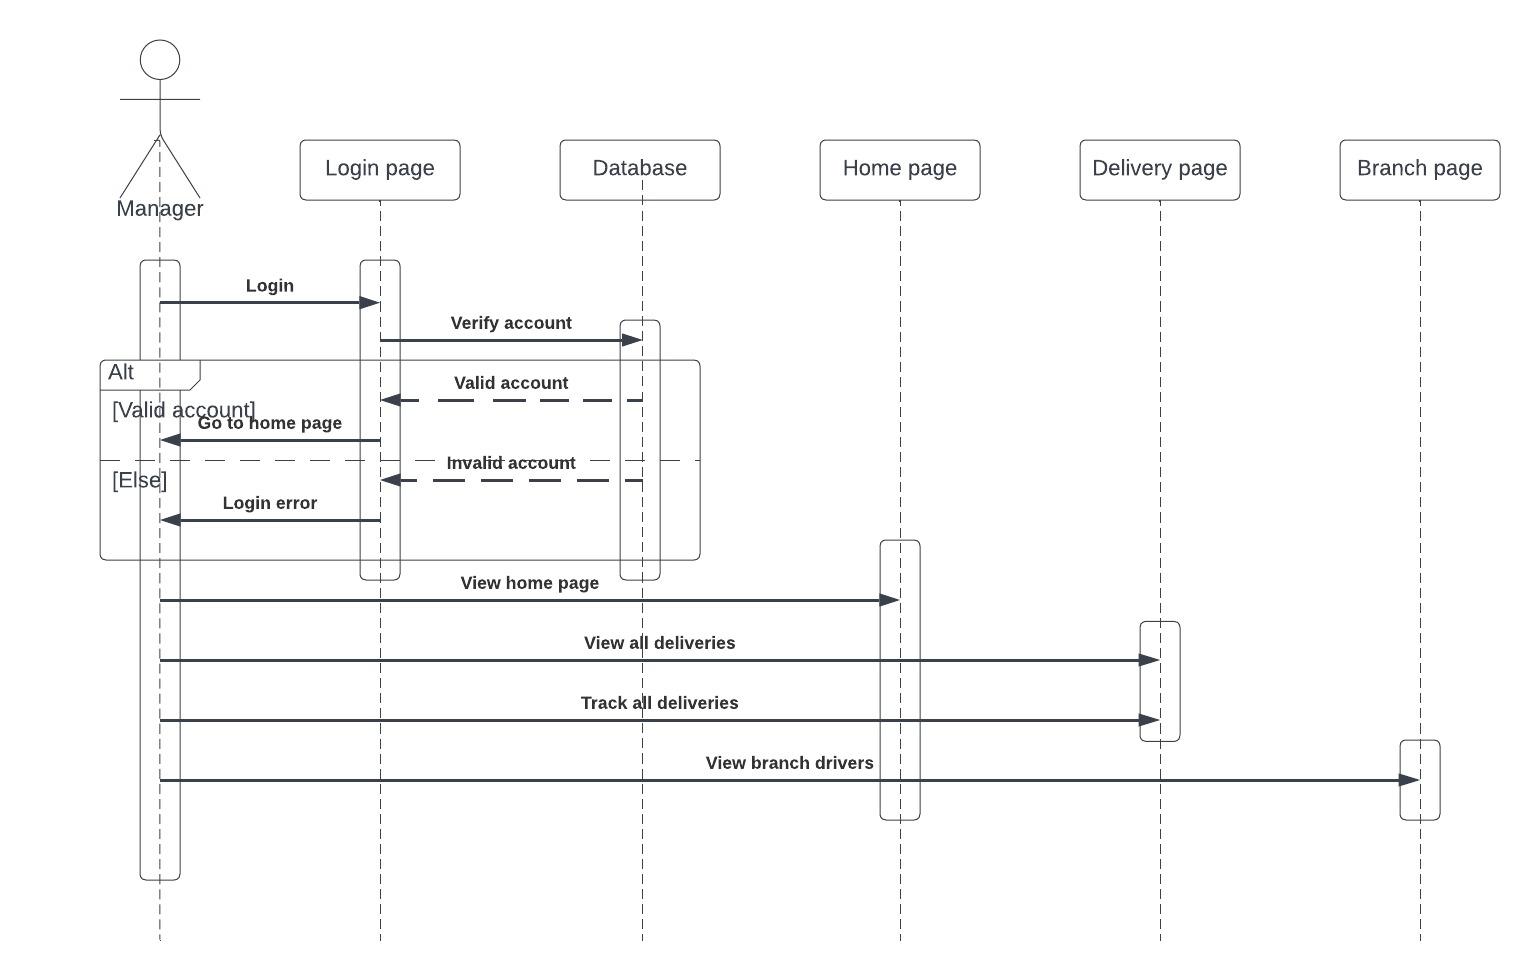 Manager
Login page
Database
Home page
Delivery page
Branch page
Login
Verify account
Alt
Valid account
[Valid account]
Go to home page
Invalid account
[Else]
Login error
View home page
View all deliveries
Track all deliveries
View branch drivers